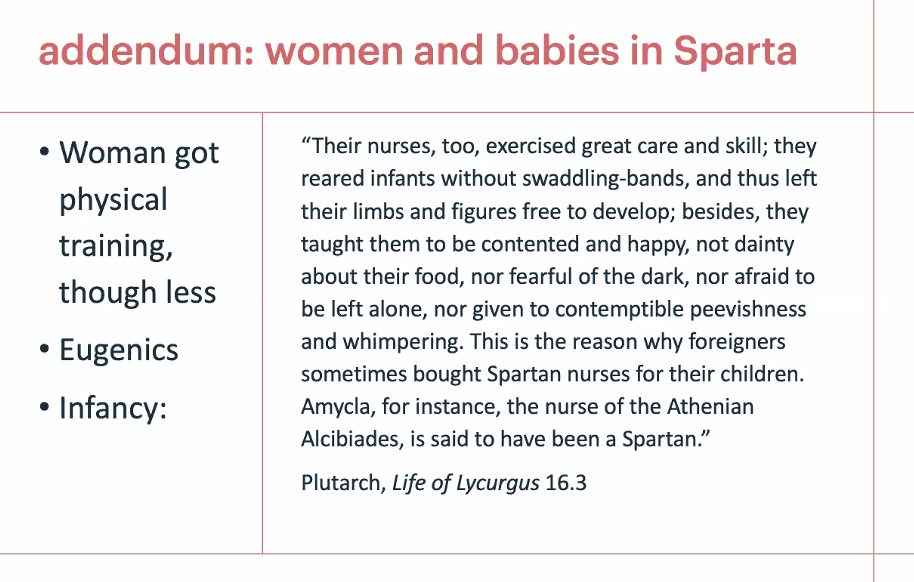 addendum: women and babies in Sparta
• Woman got
physical
training,
though less
• Eugenics
• Infancy:
“Their nurses, too, exercised great care and skill; they
reared infants without swaddling-bands, and thus left
their limbs and figures free to develop; besides, they
taught them to be contented and happy, not dainty
about their food, nor fearful of the dark, nor afraid to
be left alone, nor given to contemptible peevishness
and whimpering. This is the reason why foreigners
sometimes bought Spartan nurses for their children.
Amycla, for instance, the nurse of the Athenian
Alcibiades, is said to have been a Spartan.”
Plutarch, Life of Lycurgus 16.3